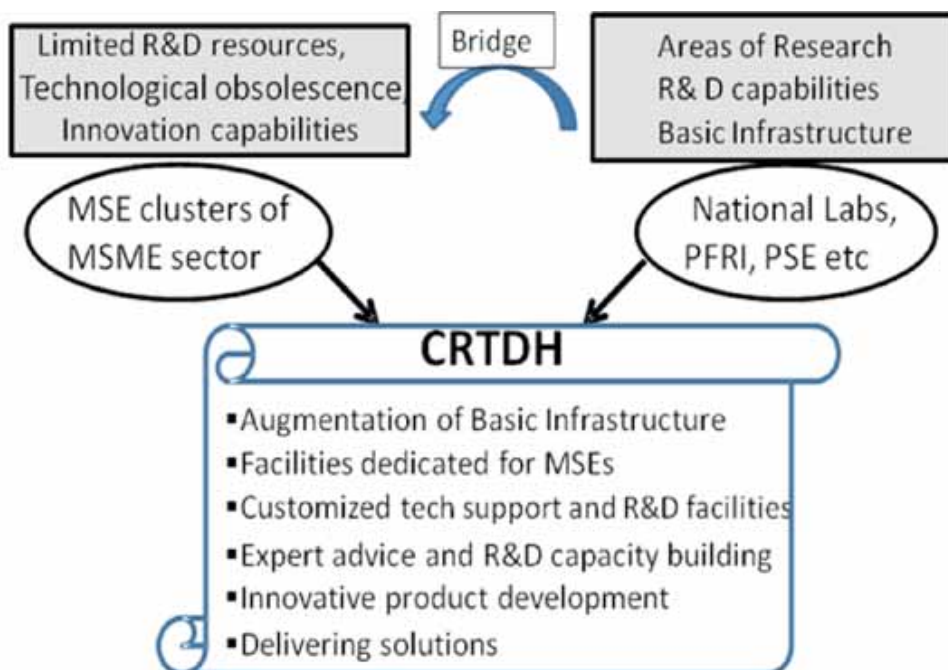 Limited R&D resources,
Technological obsolescence,
Innovation capabilities
Bridge
Areas of Research
R& D capabilities
Basic Infrastructure
MSE clusters of
MSME sector
National Labs,
PFRI, PSE etc
CRTDH
▪Augmentation of Basic Infrastructure
▪Facilities dedicated for MSEs
▪Customized tech support and R&D facilities
▪Expert advice and R&D capacity building
▪Innovative product development
▪Delivering solutions